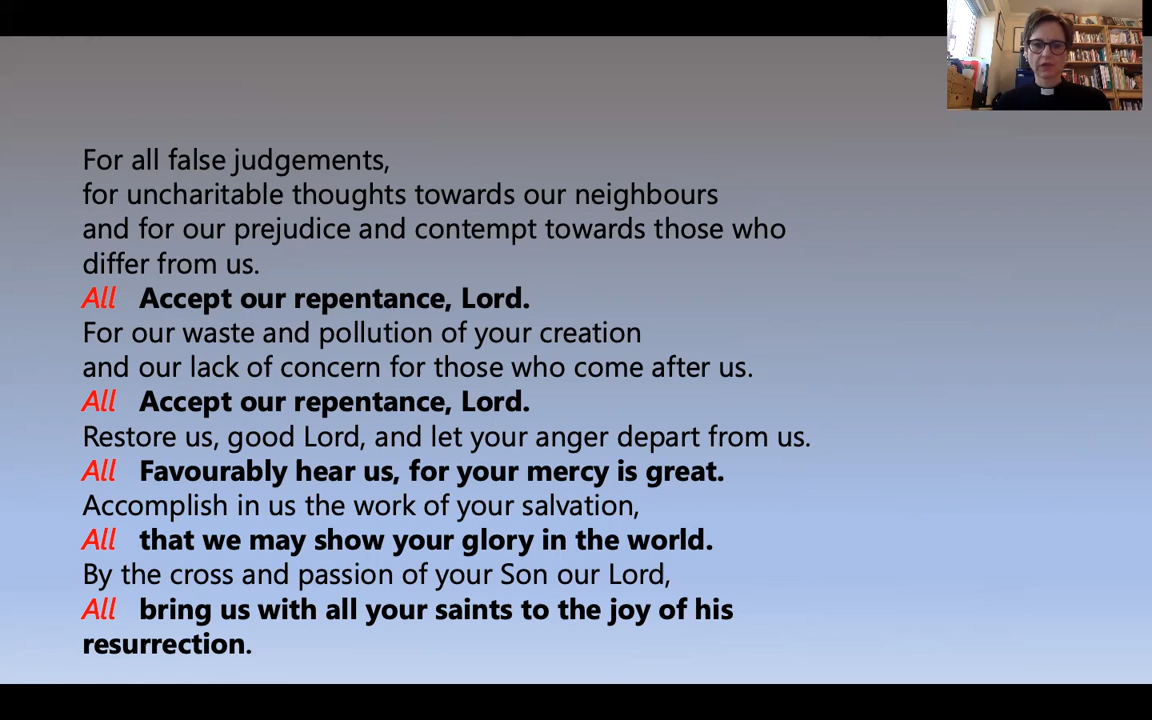 For all false judgements,
for uncharitable thoughts towards our neighbours
and for our prejudice and contempt towards those who
differ from us.
All Accept our repentance, Lord.
For our waste and pollution of your creation
and our lack of concern for those who come after us.
All Accept our repentance, Lord.
Restore us, good Lord, and let your anger depart from us.
All Favourably hear us, for your mercy is great.
Accomplish in us the work of your salvation,
All that we may show your glory in the world.
By the cross and passion of your Son our Lord,
All bring us with all your saints to the joy of his
resurrection.